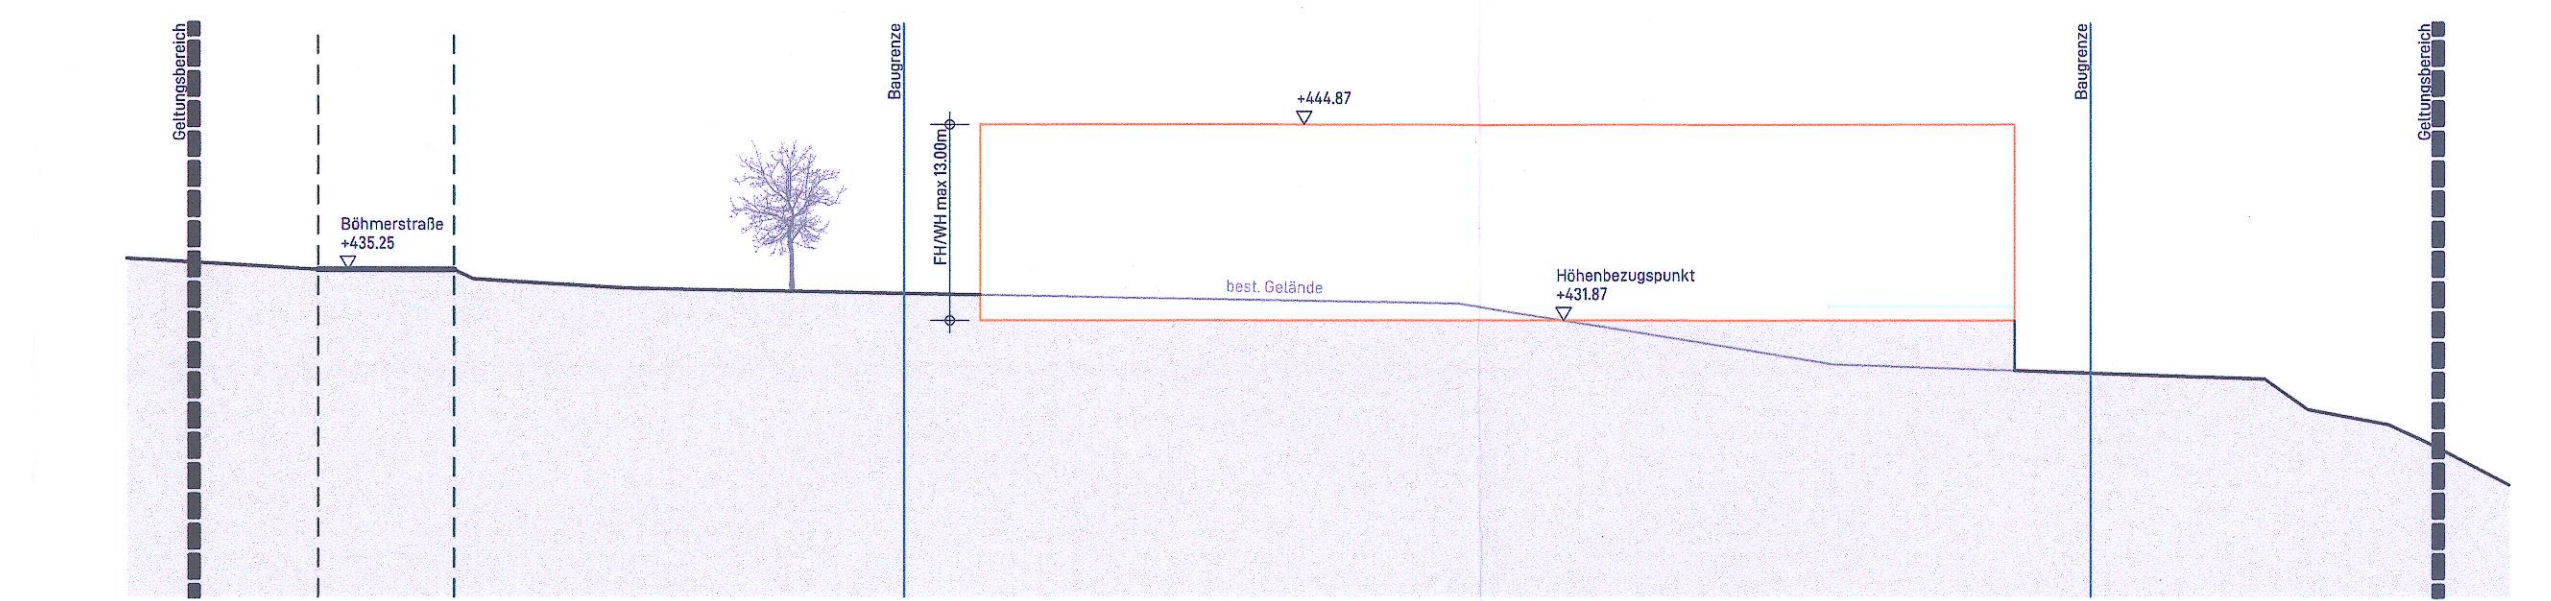 Geltungsbereich
Böhmerstraße
+435.25
Baugrenze
FH/WH max 13.00m
+444.87
best. Gelände
Höhenbezugspunkt
+431.87
Baugrenze
Geltungsbereich